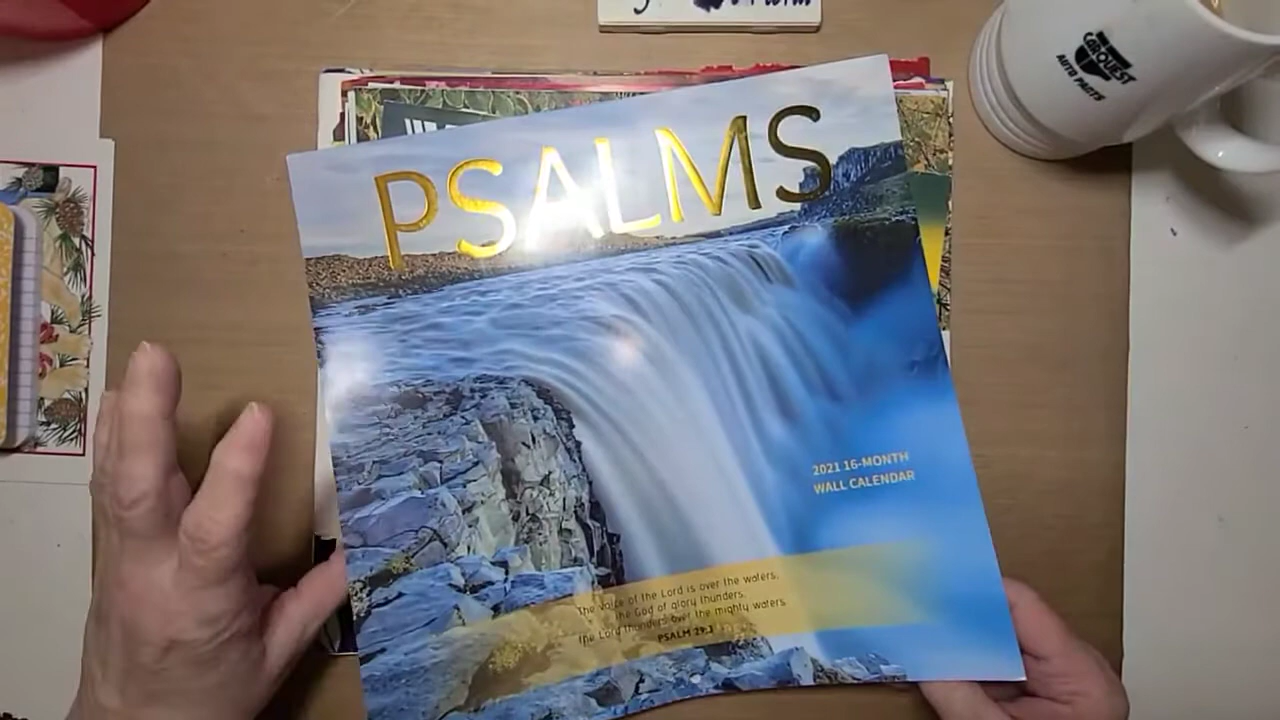 CARQUEST
AUTO PARTS
PSALMS
2021 16-MONTH
WALL CALENDAR
The voice of the Lord is over the waters;
the God of glory thunders,
the Lord thunders over the mighty waters.
PSALM 29:3